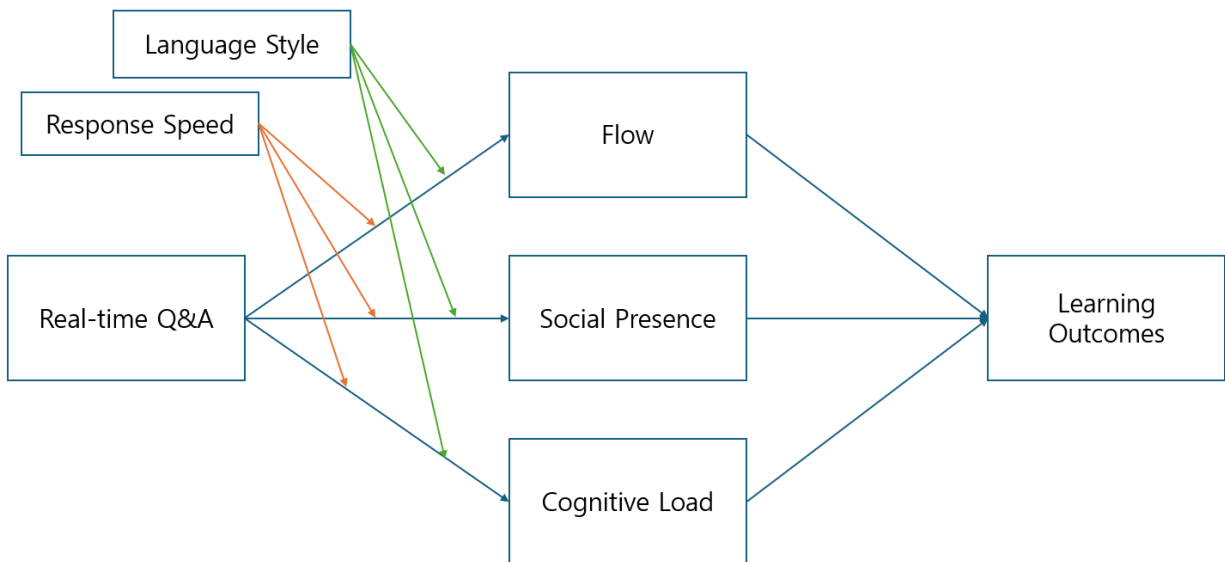 Language Style
Response Speed
Flow
Real-time Q&A
Social Presence
Learning
Outcomes
Cognitive Load